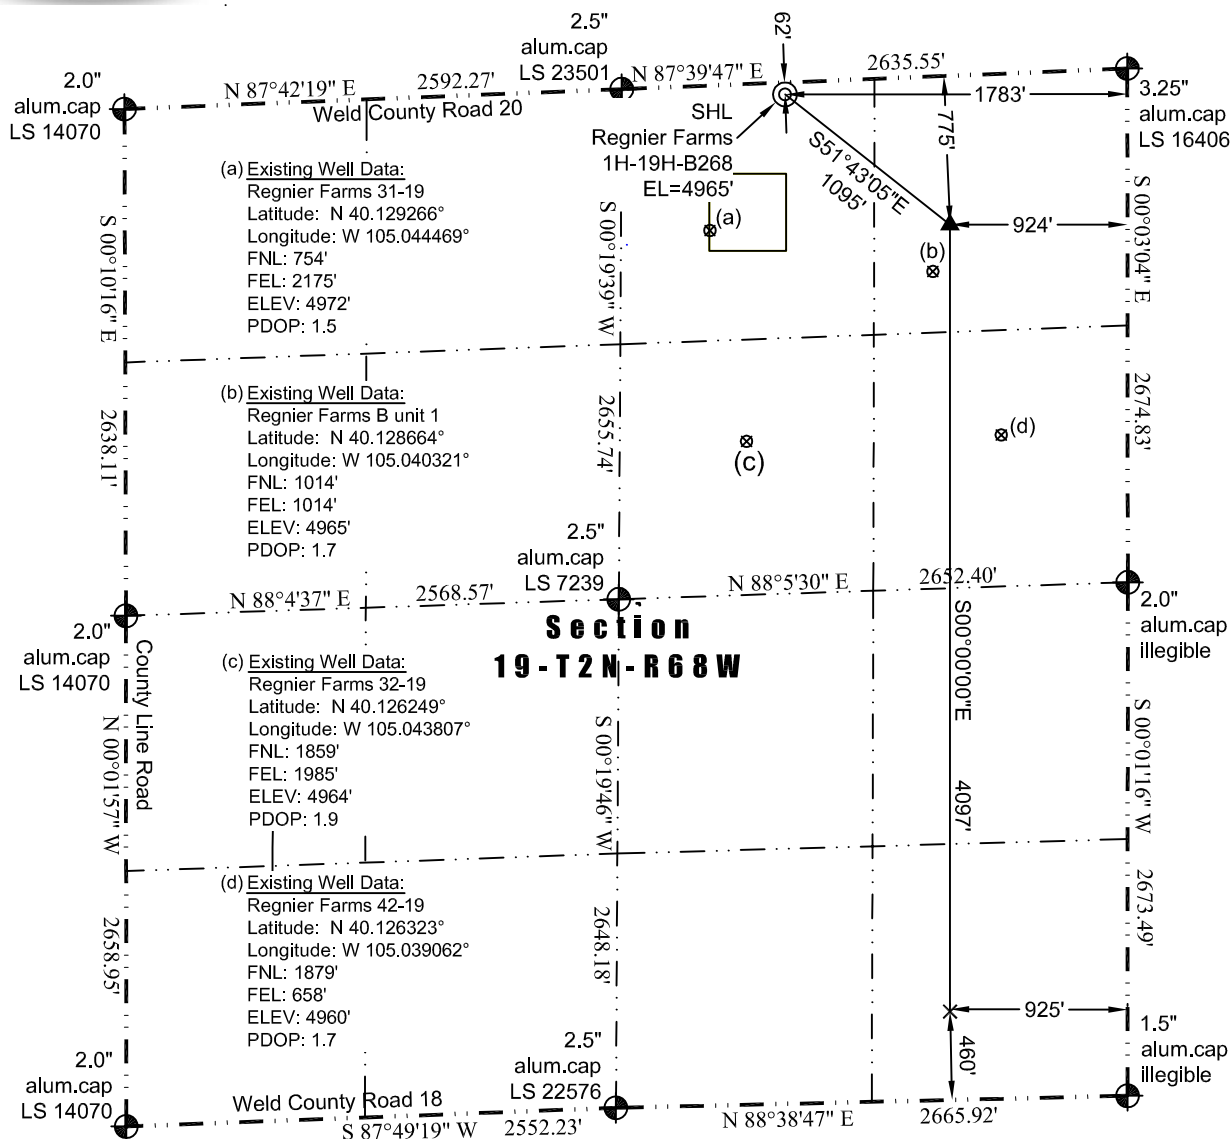 2.5"
alum.cap
LS 23501
62'
2635.55'
N 87°39'47" E
2.0"
alum.cap
LS 14070
N 87°42'19" E
2592.27'
Weld County Road 20
1783'
3.25"
alum.cap
LS 16406
SHL
Regnier Farms
1H-19H-B268
EL=4965'
775'
S51°43'05"E
1095'
924'
(a) Existing Well Data:
Regnier Farms 31-19
Latitude: N 40.129266°
Longitude: W 105.044469°
FNL: 754'
FEL: 2175'
ELEV: 4972'
PDOP: 1.5
(a)
(b)
S 00°10'16" E
S 00°19'39" W
S 00°03'04" E
(b) Existing Well Data:
Regnier Farms B unit 1
Latitude: N 40.128664°
Longitude: W 105.040321°
FNL: 1014'
FEL: 1014'
ELEV: 4965'
PDOP: 1.7
2638.11'
2655.74'
2674.83'
(c)
(d)
2.5"
alum.cap
LS 7239
N 88°4'37" E
2568.57'
N 88°5'30" E
2652.40'
2.0"
alum.cap
LS 14070
2.0"
alum.cap
illegible
Section
19-T2N-R68W
County Line Road
S00°00'00"E
4097'
(c) Existing Well Data:
Regnier Farms 32-19
Latitude: N 40.126249°
Longitude: W 105.043807°
FNL: 1859'
FEL: 1985'
ELEV: 4964'
PDOP: 1.9
N 00°01'57" W
S 00°19'46" W
S 00°01'16" W
(d) Existing Well Data:
Regnier Farms 42-19
Latitude: N 40.126323°
Longitude: W 105.039062°
FNL: 1879'
FEL: 658'
ELEV: 4960'
PDOP: 1.7
2658.95'
2648.18'
2673.49'
925'
460'
2.0"
alum.cap
LS 14070
2.5"
alum.cap
LS 22576
1.5"
alum.cap
illegible
Weld County Road 18
S 87°49'19" W
2552.23'
N 88°38'47" E
2665.92'